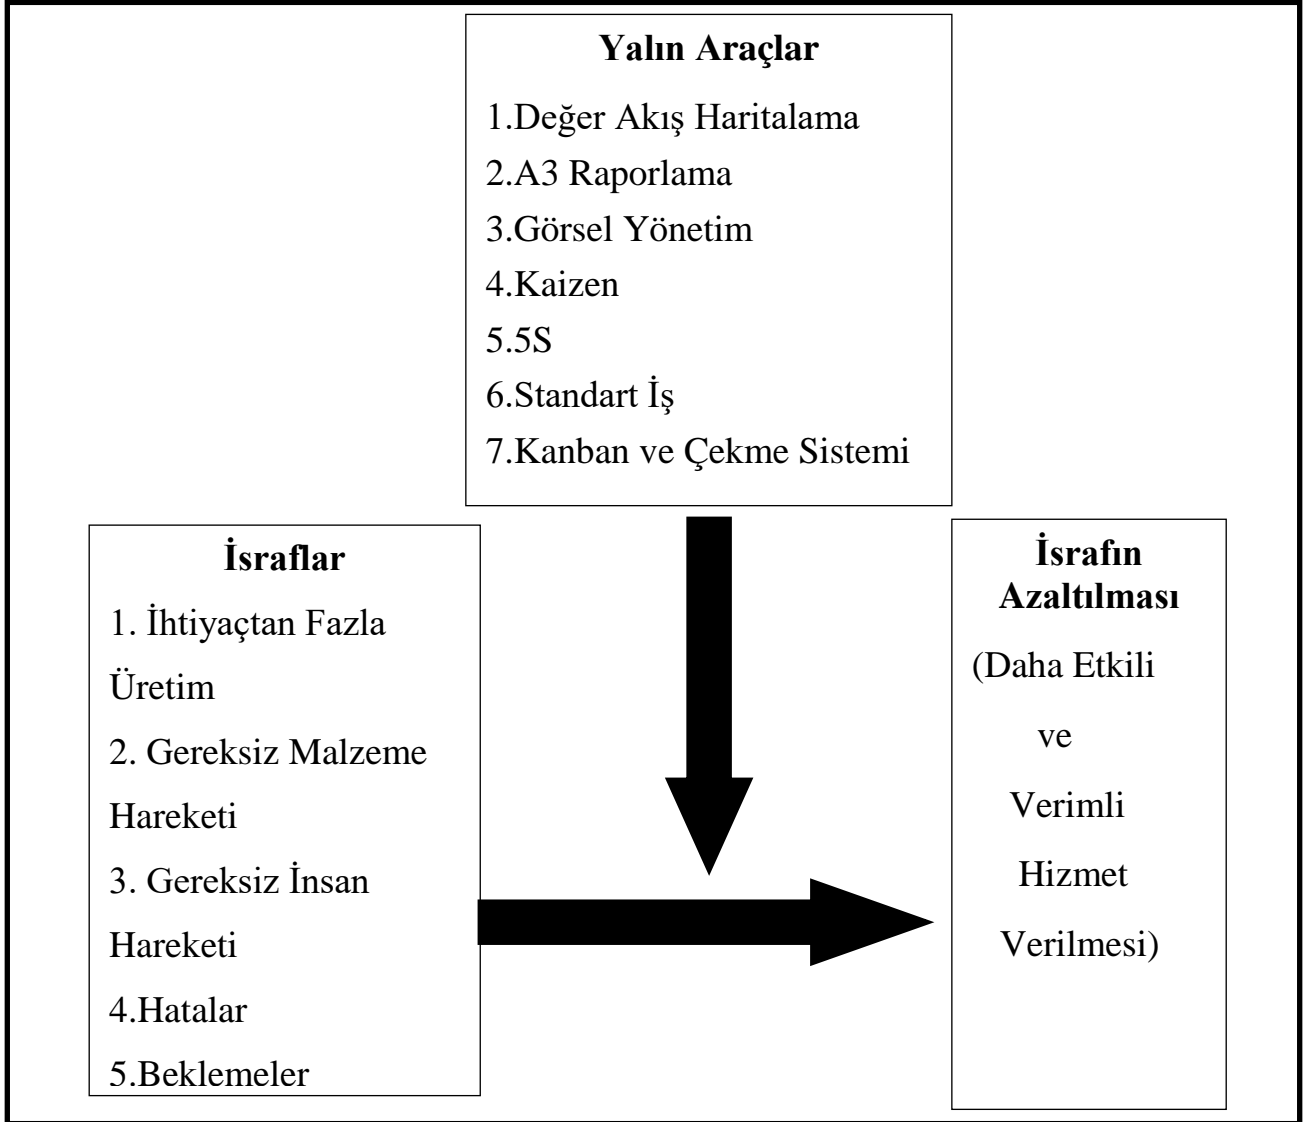 Yalın Araçlar
1.Değer Akış Haritalama
2.A3 Raporlama
3.Görsel Yönetim
4.Kaizen
5.5S
6.Standart İş
7.Kanban ve Çekme Sistemi
İsraflar
1. İhtiyaçtan Fazla
Üretim
2. Gereksiz Malzeme
Hareketi
3. Gereksiz İnsan
Hareketi
4.Hatalar
5.Beklemeler
İsrafın
Azaltılması
(Daha Etkili
ve
Verimli
Hizmet
Verilmesi)